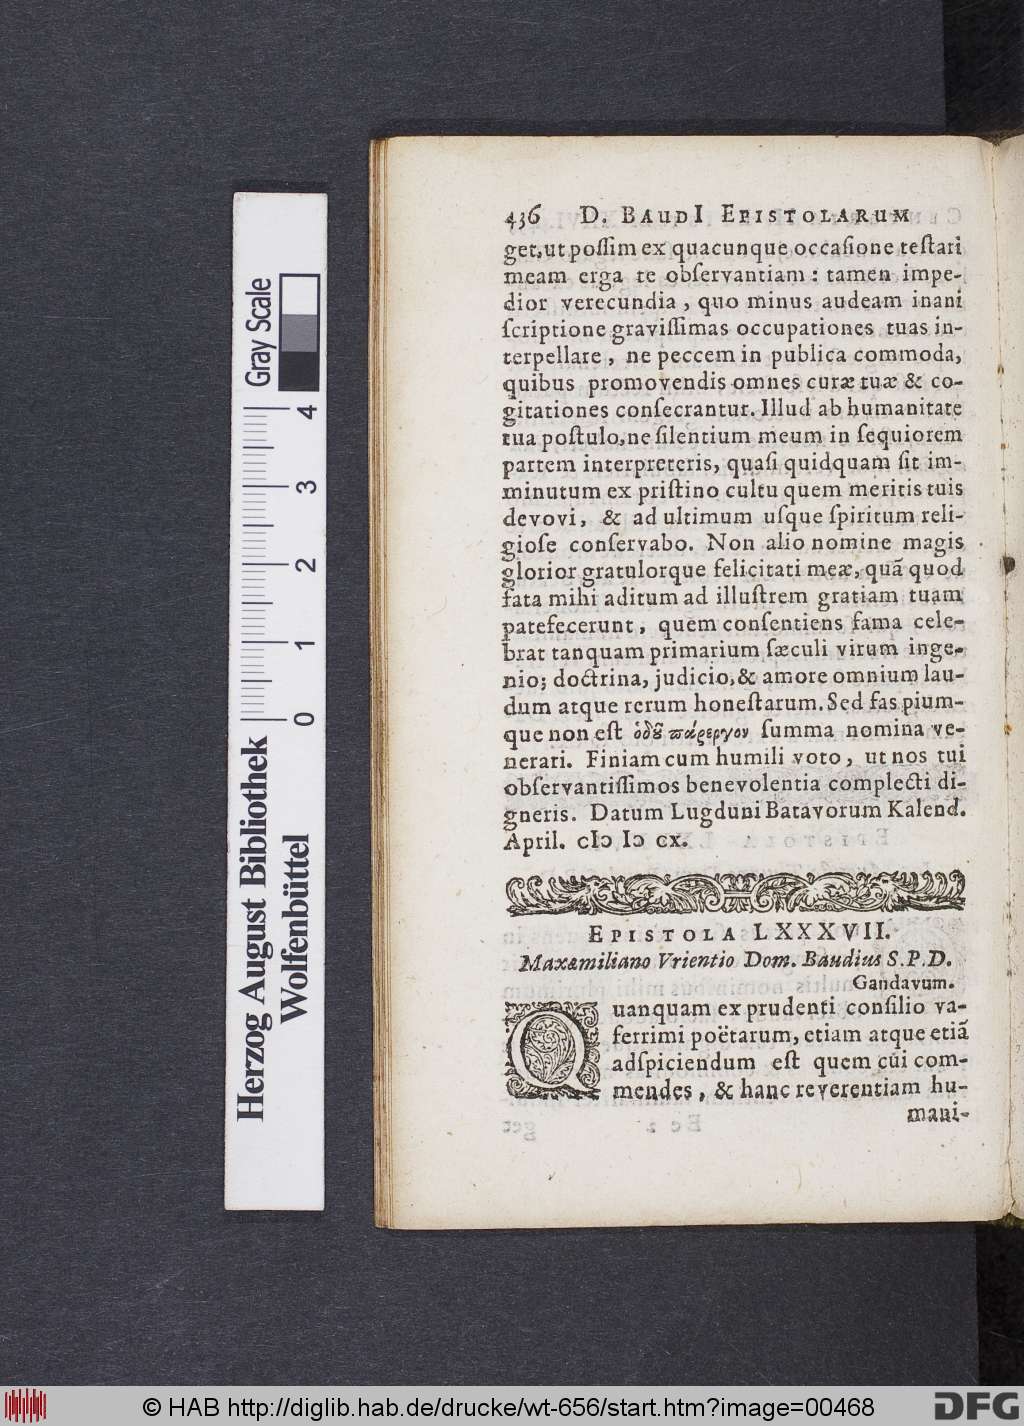 436 D. BAUDI EPISTOLARUM
get, ut poſſim ex quacunque occaſione teſtari
meam erga te obſervantiam : tamen impe-
dior verecundia, quo minus audeam inani
ſcriptione graviſſimas occupationes tuas in-
terpellare, ne peccem in publica commoda,
quibus promovendis omnes curæ tuæ & co-
gitationes conſecrantur. Illud ab humanitate
tua poſtulo, ne ſilentium meum in ſequiorem
partem interpreteris, quaſi quidquam ſit im-
minutum ex priſtino cultu quem meritis tuis
devovi, & ad ultimum uſque ſpiritum reli-
gioſe conſervabo. Non alio nomine magis
glorior gratulorque felicitati meæ, quã quod
fata mihi aditum ad illuſtrem gratiam tuam
patefecerunt, quem conſentiens fama cele-
brat tanquam primarium ſæculi virum inge-
nio; doctrina, judicio, & amore omnium lau-
dum atque rerum honeſtarum. Sed fas pium-
que non eſt ὁδȣ̃ πάρεργον ſumma nomina ve-
nerari. Finiam cum humili voto, ut nos tui
obſervantiſſimos benevolentia complecti di-
gneris. Datum Lugduni Batavorum Kalend.
April. cIↄ Iↄ cx.
EPISTOLA LXXXVII.
Maxæmiliano Vrientio Dom. Baudius S.P.D.
Gandavum.
Quanquam ex prudenti conſilio va-
ferrimi poëtarum, etiam atque etiã
adſpiciendum eſt quem cui com-
mendes, & hanc reverentiam hu-
mani-
Gray Scale
0 1 2 3 4
Herzog August Bibliothek
Wolfenbüttel
© HAB http://diglib.hab.de/drucke/wt-656/start.htm?image=00468
DFG